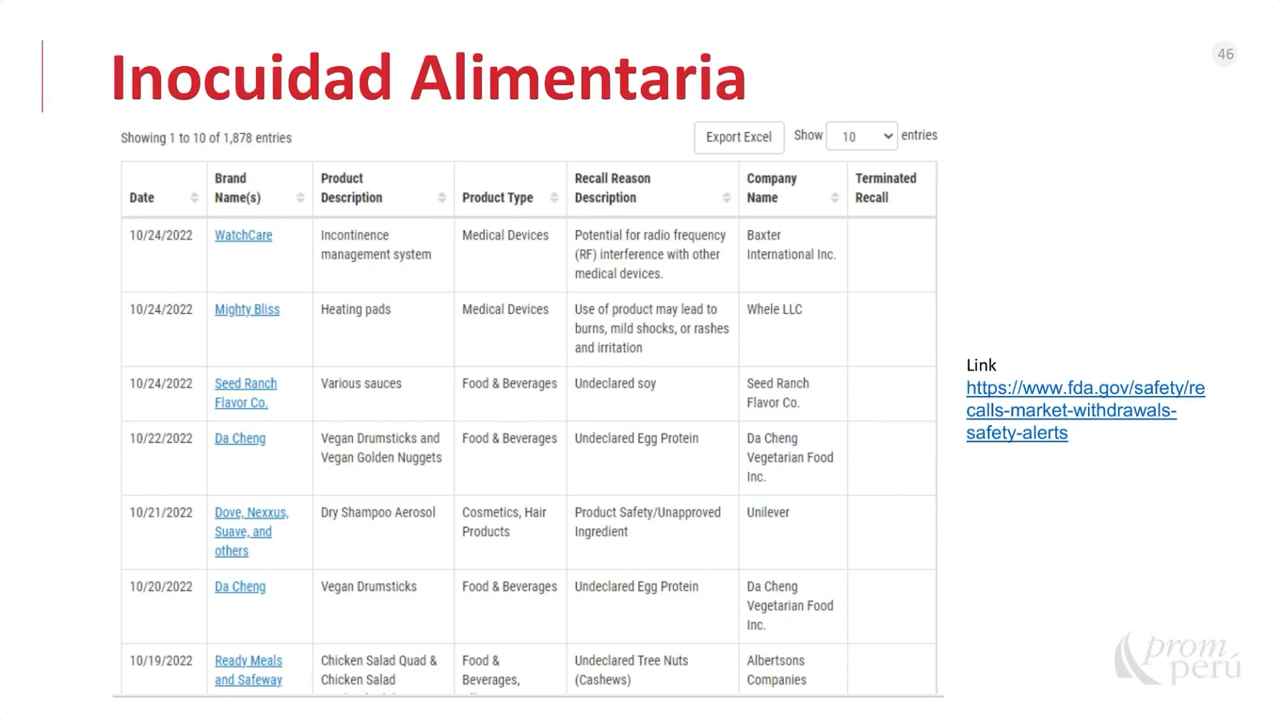 46
Inocuidad Alimentaria
Showing 1 to 10 of 1,878 entries
Export Excel Show 10 entries
Date
Brand
Name(s)
Product
Description
Product Type
Recall Reason
Description
Company
Name
Terminated
Recall
10/24/2022
WatchCare
Incontinence
management system
Medical Devices
Potential for radio frequency
(RF) interference with other
medical devices.
Baxter
International Inc.
10/24/2022
Mighty Bliss
Heating pads
Medical Devices
Use of product may lead to
burns, mild shocks, or rashes
and irritation
Whele LLC
10/24/2022
Seed Ranch
Flavor Co.
Various sauces
Food & Beverages
Undeclared soy
Seed Ranch
Flavor Co.
10/22/2022
Da Cheng
Vegan Drumsticks and
Vegan Golden Nuggets
Food & Beverages
Undeclared Egg Protein
Da Cheng
Vegetarian Food
Inc.
10/21/2022
Dove, Nexxus,
Suave, and
others
Dry Shampoo Aerosol
Cosmetics, Hair
Products
Product Safety/Unapproved
Ingredient
Unilever
10/20/2022
Da Cheng
Vegan Drumsticks
Food & Beverages
Undeclared Egg Protein
Da Cheng
Vegetarian Food
Inc.
10/19/2022
Ready Meals
and Safeway
Chicken Salad Quad &
Chicken Salad
Food &
Beverages,
Undeclared Tree Nuts
(Cashews)
Albertsons
Companies
Link
https://www.fda.gov/safety/re
calls-market-withdrawals-
safety-alerts
prom
perú